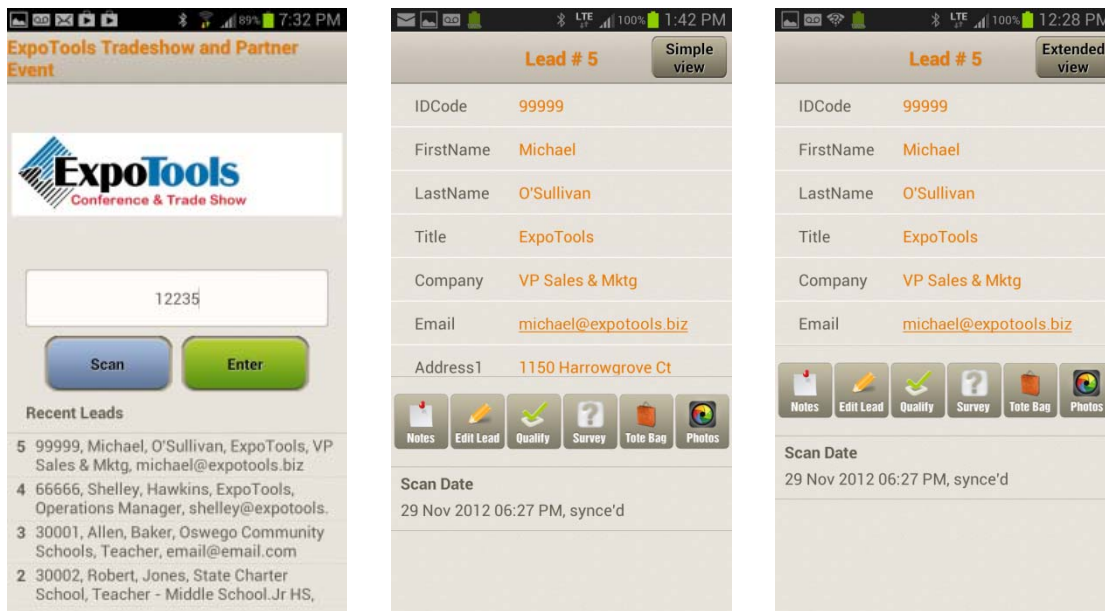 89% 7:32 PM
ExpoTools Tradeshow and Partner
Event
ExpoTools
Conference & Trade Show
12235
Scan
Enter
Recent Leads
5 99999, Michael, O'Sullivan, ExpoTools, VP
Sales & Mktg, michael@expotools.biz
4 66666, Shelley, Hawkins, ExpoTools,
Operations Manager, shelley@expotools.
3 30001, Allen, Baker, Oswego Community
Schools, Teacher, email@email.com
2 30002, Robert, Jones, State Charter
School, Teacher - Middle School.Jr HS,
LTE 100% 1:42 PM
Lead # 5
Simple
view
IDCode 99999
FirstName Michael
LastName O'Sullivan
Title ExpoTools
Company VP Sales & Mktg
Email michael@expotools.biz
Address1 1150 Harrowgrove Ct
Notes Edit Lead Qualify Survey Tote Bag Photos
Scan Date
29 Nov 2012 06:27 PM, synce'd
LTE 100% 12:28 PM
Lead # 5
Extended
view
IDCode 99999
FirstName Michael
LastName O'Sullivan
Title ExpoTools
Company VP Sales & Mktg
Email michael@expotools.biz
Notes Edit Lead Qualify Survey Tote Bag Photos
Scan Date
29 Nov 2012 06:27 PM, synce'd